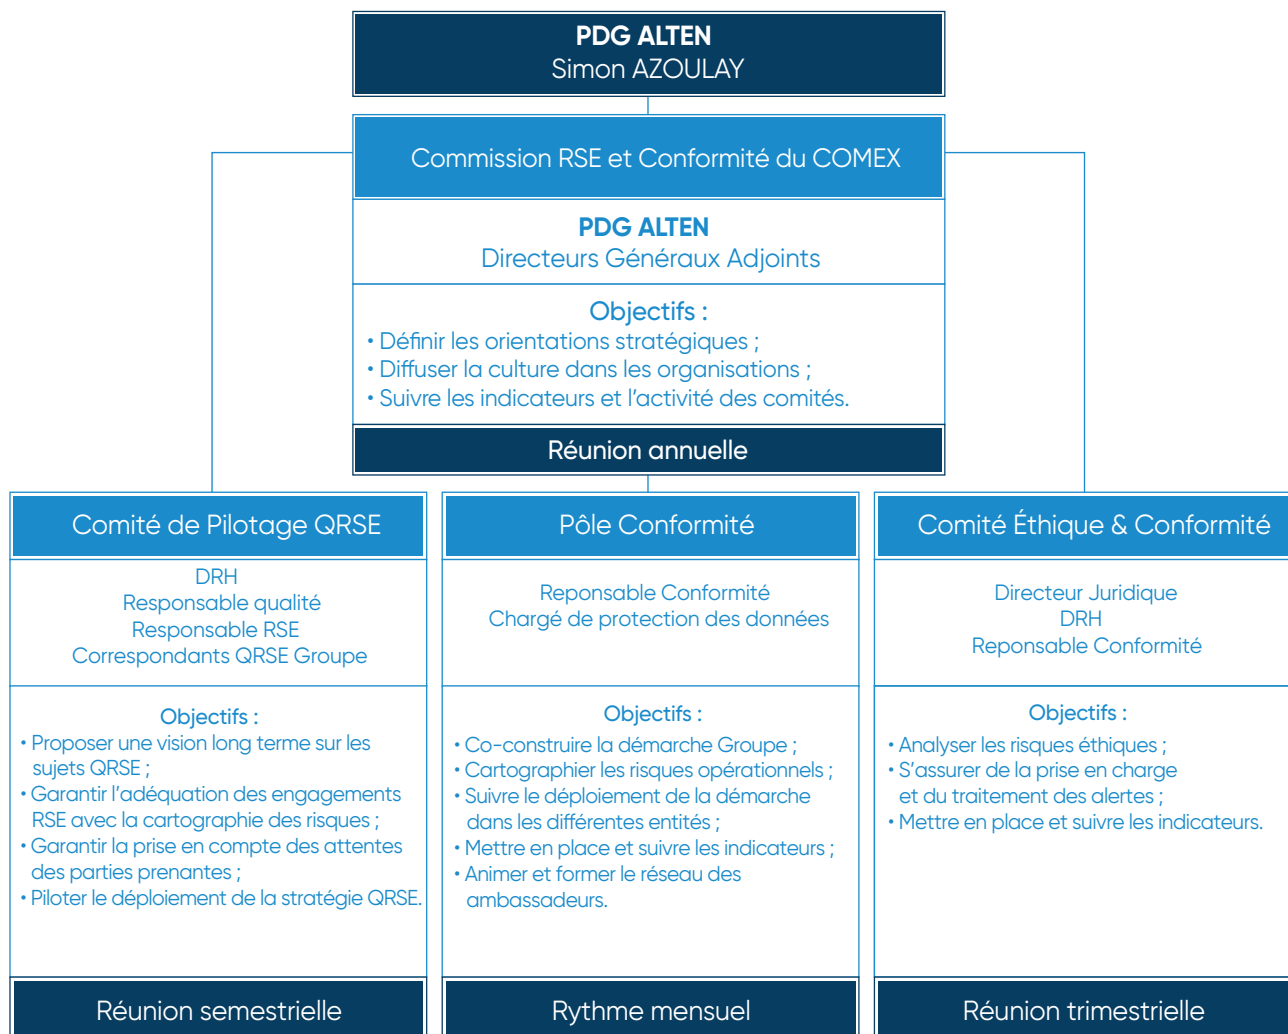 PDG ALTEN
Simon AZOULAY
Commission RSE et Conformité du COMEX
PDG ALTEN
Directeurs Généraux Adjoints
Objectifs :
• Définir les orientations stratégiques ;
• Diffuser la culture dans les organisations ;
• Suivre les indicateurs et l'activité des comités.
Réunion annuelle
Comité de Pilotage QRSE
DRH
Responsable qualité
Responsable RSE
Correspondants QRSE Groupe
Objectifs :
• Proposer une vision long terme sur les
sujets QRSE ;
• Garantir l'adéquation des engagements
RSE avec la cartographie des risques ;
• Garantir la prise en compte des attentes
des parties prenantes ;
• Piloter le déploiement de la stratégie QRSE.
Réunion semestrielle
Pôle Conformité
Reponsable Conformité
Chargé de protection des données
Objectifs :
• Co-construire la démarche Groupe ;
• Cartographier les risques opérationnels ;
• Suivre le déploiement de la démarche
dans les différentes entités ;
• Mettre en place et suivre les indicateurs ;
• Animer et former le réseau des
ambassadeurs.
Rythme mensuel
Comité Éthique & Conformité
Directeur Juridique
DRH
Reponsable Conformité
Objectifs :
• Analyser les risques éthiques ;
• S'assurer de la prise en charge
et du traitement des alertes ;
• Mettre en place et suivre les indicateurs.
Réunion trimestrielle